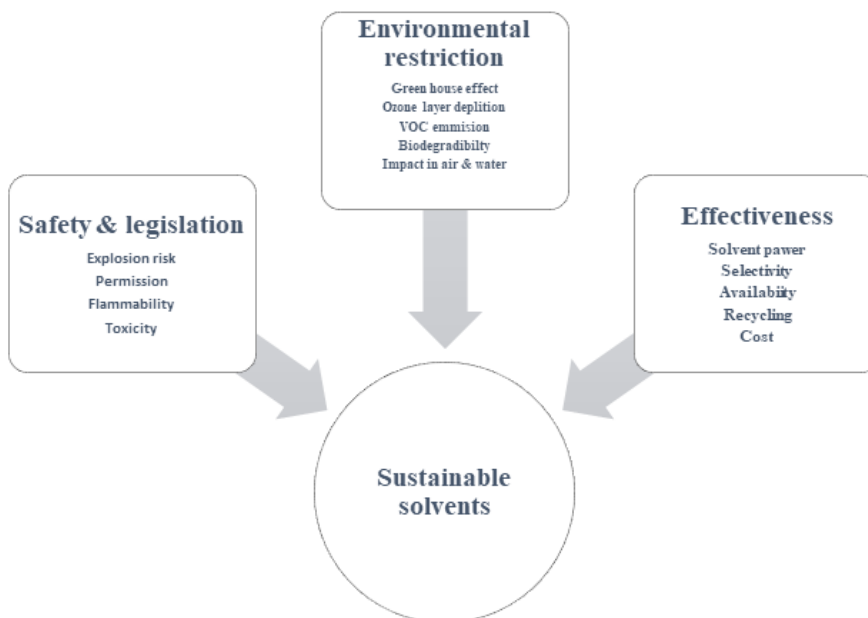 Environmental
restriction
Green house effect
Ozone layer deplition
VOC emmision
Biodegradibilty
Impact in air & water
Safety & legislation
Explosion risk
Permission
Flammability
Toxicity
Effectiveness
Solvent pawer
Selectivity
Availabiity
Recycling
Cost
Sustainable
solvents